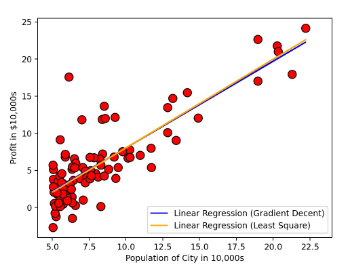 25
20
15
10
5
0
Profit in $10,000s
Linear Regression (Gradient Decent)
Linear Regression (Least Square)
5.0 7.5 10.0 12.5 15.0 17.5 20.0 22.5
Population of City in 10,000s